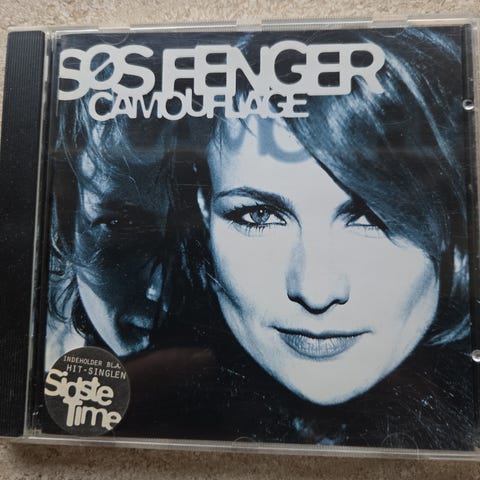 SØS FENGER
CAMOUFLAGE
INDEHOLDER BL.A.
HIT-SINGLEN
Sidste
Time